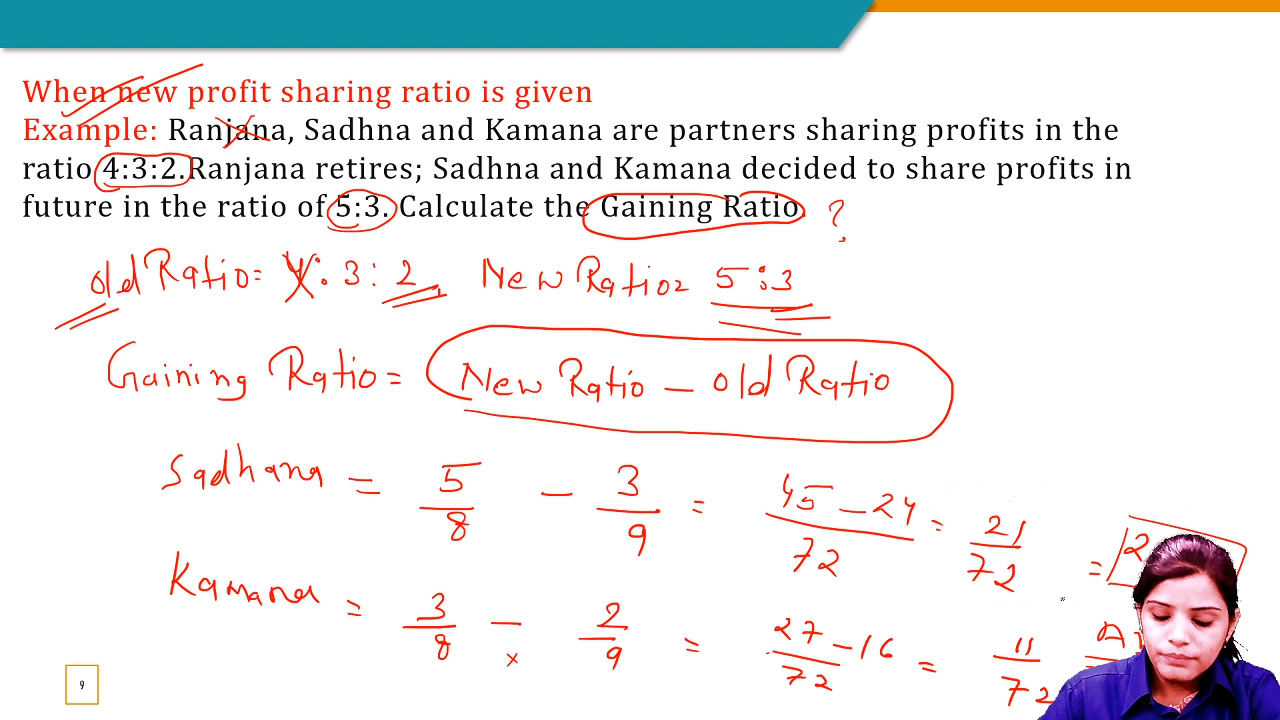 When new profit sharing ratio is given
Example: Ranjana, Sadhna and Kamana are partners sharing profits in the
ratio 4:3:2.Ranjana retires; Sadhna and Kamana decided to share profits in
future in the ratio of 5:3. Calculate the Gaining Ratio. ?
Old Ratio= 4:3:2, New Ratio= 5:3
Gaining Ratio= New Ratio - Old Ratio
Sadhana = 5/8 - 3/9 = 45-24/72 = 21/72 =
Kamana = 3/8 - 2/9 = 27-16/72 = 11/72
9